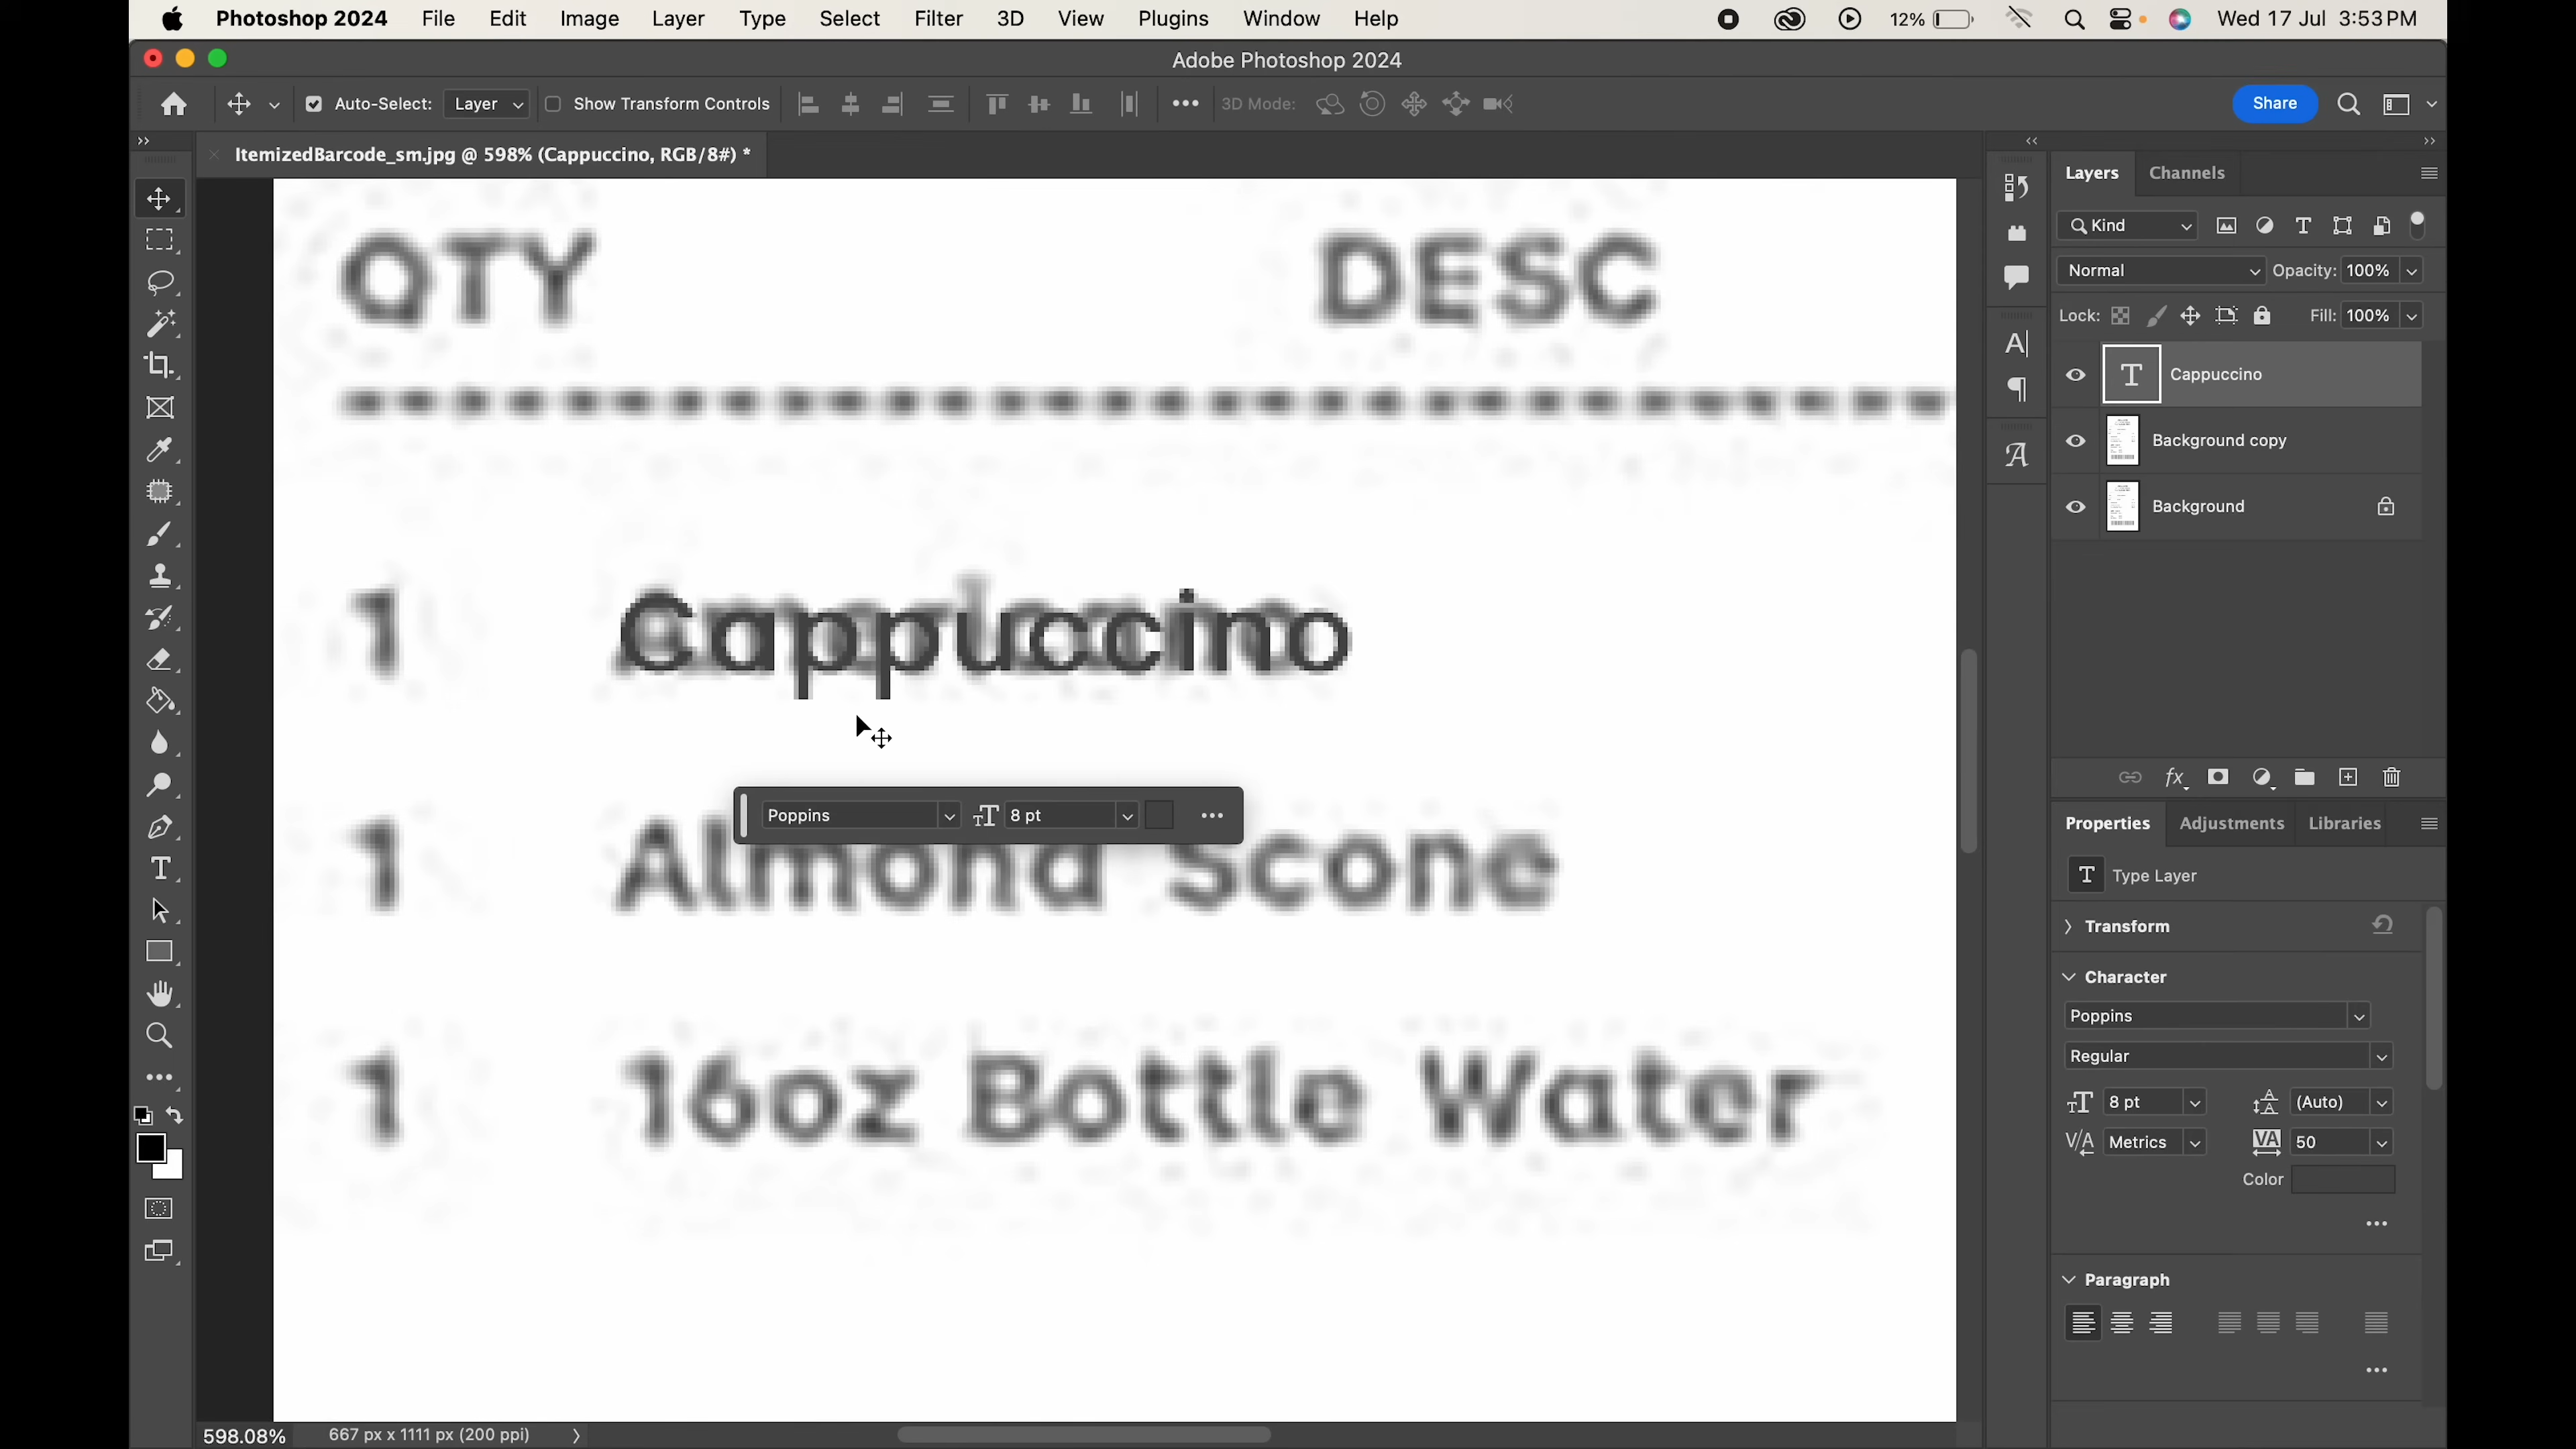 Photoshop 2024 File Edit Image Layer Type Select Filter 3D View Plugins Window Help 12% Wed 17 Jul 3:53 PM
Adobe Photoshop 2024
Auto-Select: Layer Show Transform Controls 3D Mode: Share
ItemizedBarcode_sm.jpg @ 598% (Cappuccino, RGB/8#) *
Layers Channels
Kind
Normal Opacity: 100%
Lock: Fill: 100%
Cappuccino
Background copy
Background
QTY DESC
1 Cappuccino
Poppins 8 pt
1 Almond Scone
1 16oz Bottle Water
Properties Adjustments Libraries
Type Layer
Transform
Character
Poppins
Regular
8 pt (Auto)
Metrics 50
Color
Paragraph
598.08% 667 px x 1111 px (200 ppi)